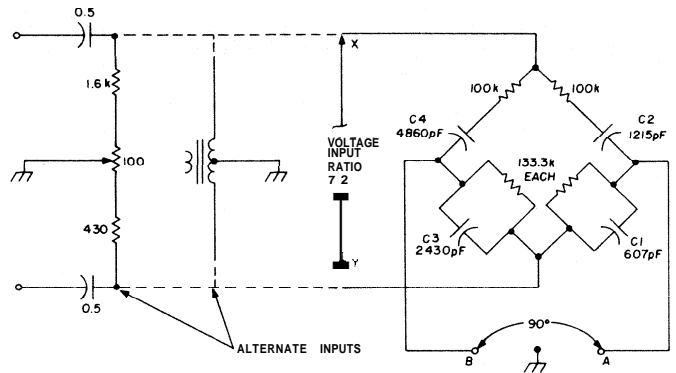 0.5
1.6k
100
430
0.5
X
VOLTAGE
INPUT
RATIO
7 2
Y
ALTERNATE INPUTS
100k
100k
C4
4860pF
C2
1215pF
133.3k
EACH
C3
2430pF
C1
607pF
90°
B
A